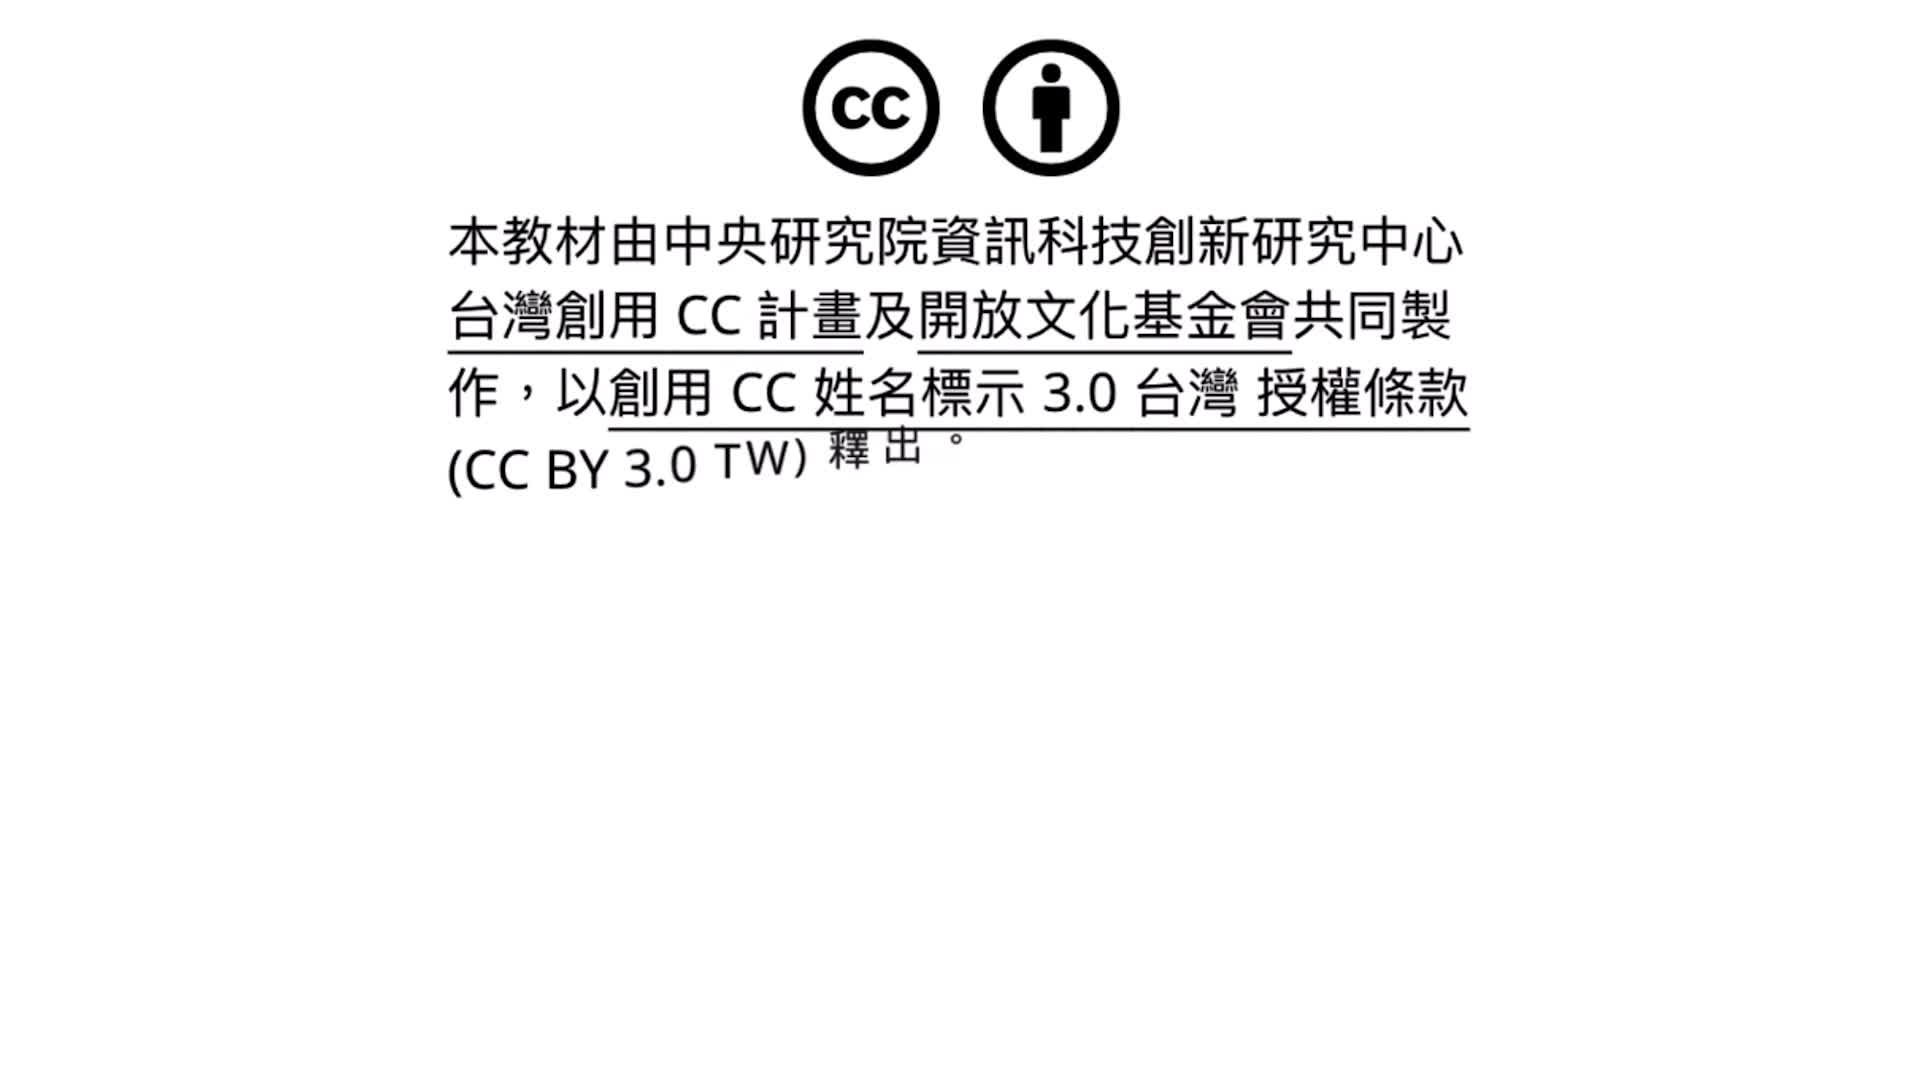 cc
本教材由中央研究院資訊科技創新研究中心
台灣創用 CC 計畫及開放文化基金會共同製
作，以創用 CC 姓名標示 3.0 台灣 授權條款
(CC BY 3.0 TW) 釋出。